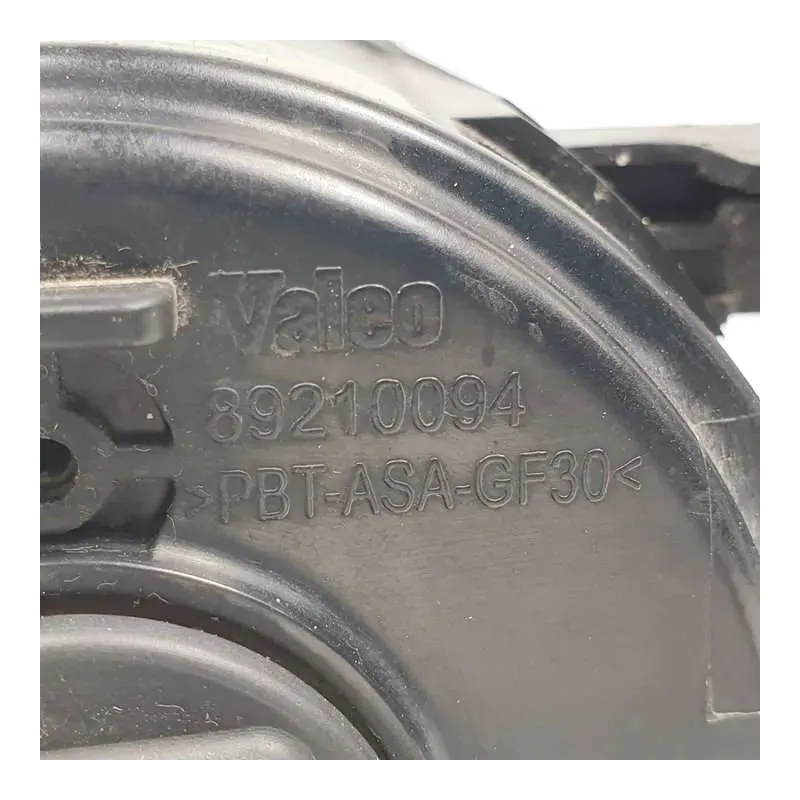 Valeo
89210094
>PBT-ASA-GF30<